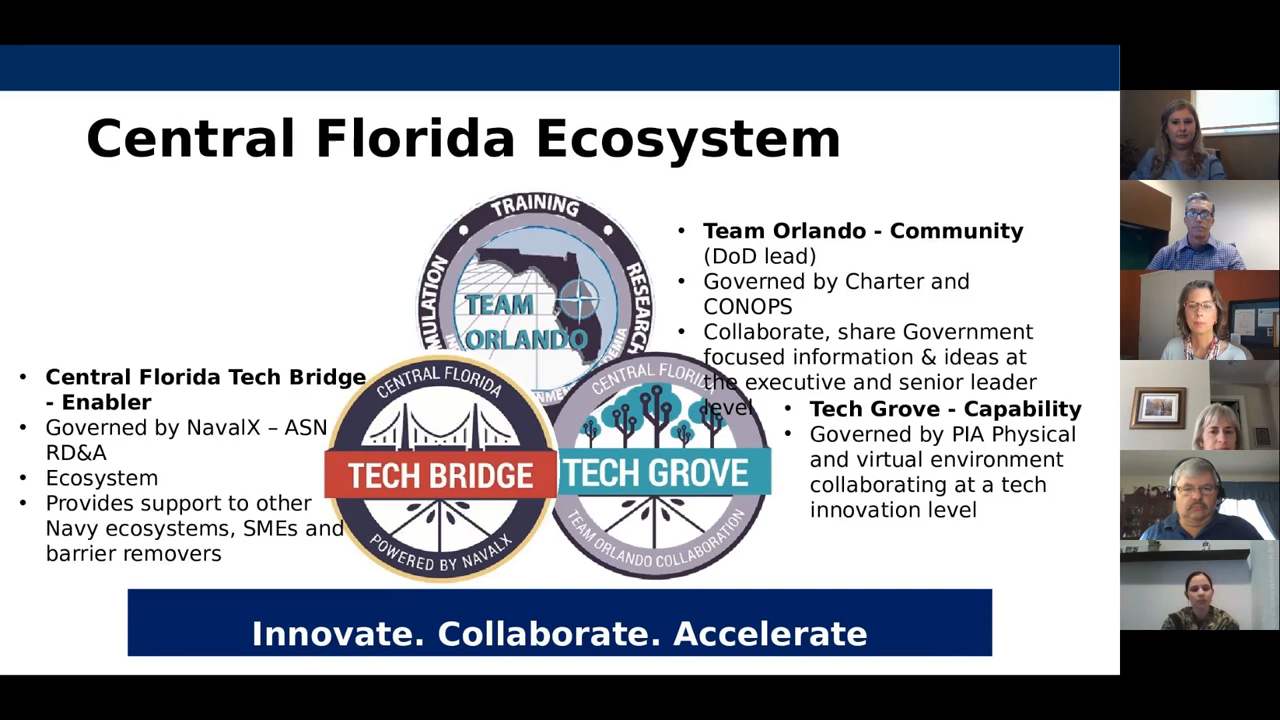 Central Florida Ecosystem
TRAINING
RESEARCH
TEAM
ORLANDO
• Team Orlando - Community
(DoD lead)
• Governed by Charter and
CONOPS
• Collaborate, share Government
focused information & ideas at
the executive and senior leader
level
• Central Florida Tech Bridge
- Enabler
• Governed by NavalX – ASN
RD&A
• Ecosystem
• Provides support to other
Navy ecosystems, SMEs and
barrier removers
CENTRAL FLORIDA
TECH BRIDGE
POWERED BY NAVALX
CENTRAL FLORIDA
TECH GROVE
TEAM ORLANDO COLLABORATION
• Tech Grove - Capability
• Governed by PIA Physical
and virtual environment
collaborating at a tech
innovation level
Innovate. Collaborate. Accelerate